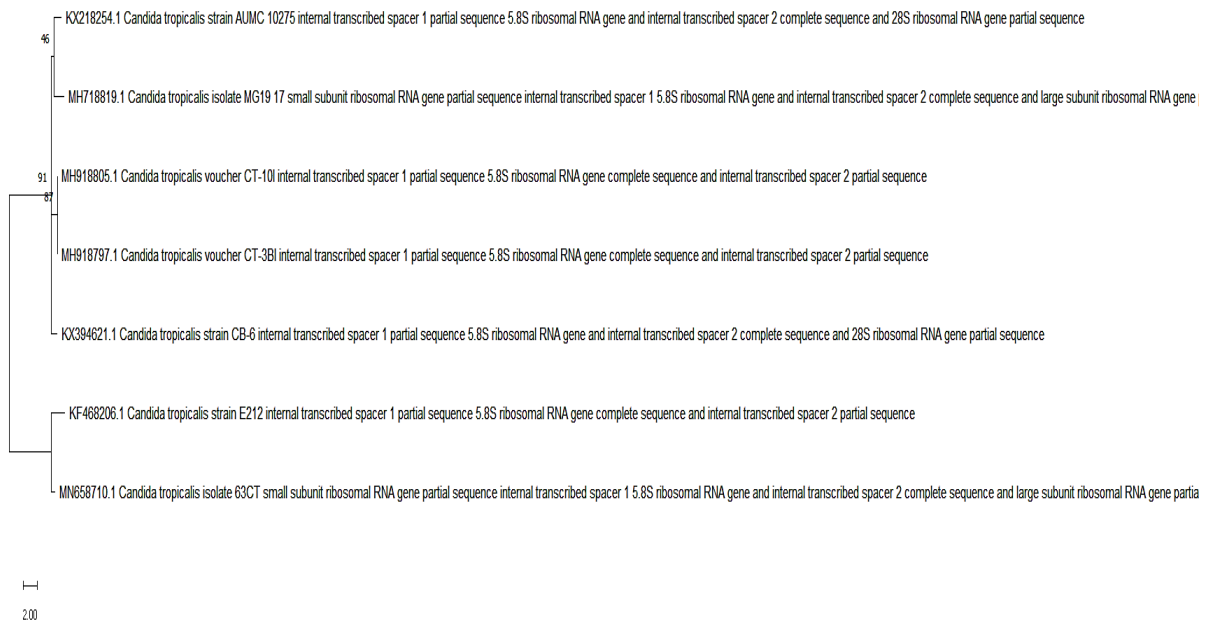 KX218254.1 Candida tropicalis strain AUMC 10275 internal transcribed spacer 1 partial sequence 5.8S ribosomal RNA gene and internal transcribed spacer 2 complete sequence and 28S ribosomal RNA gene partial sequence
46
MH718819.1 Candida tropicalis isolate MG19 17 small subunit ribosomal RNA gene partial sequence internal transcribed spacer 1 5.8S ribosomal RNA gene and internal transcribed spacer 2 complete sequence and large subunit ribosomal RNA gene
91
MH918805.1 Candida tropicalis voucher CT-10I internal transcribed spacer 1 partial sequence 5.8S ribosomal RNA gene complete sequence and internal transcribed spacer 2 partial sequence
87
MH918797.1 Candida tropicalis voucher CT-3BI internal transcribed spacer 1 partial sequence 5.8S ribosomal RNA gene complete sequence and internal transcribed spacer 2 partial sequence
KX394621.1 Candida tropicalis strain CB-6 internal transcribed spacer 1 partial sequence 5.8S ribosomal RNA gene and internal transcribed spacer 2 complete sequence and 28S ribosomal RNA gene partial sequence
KF468206.1 Candida tropicalis strain E212 internal transcribed spacer 1 partial sequence 5.8S ribosomal RNA gene complete sequence and internal transcribed spacer 2 partial sequence
MN658710.1 Candida tropicalis isolate 63CT small subunit ribosomal RNA gene partial sequence internal transcribed spacer 1 5.8S ribosomal RNA gene and internal transcribed spacer 2 complete sequence and large subunit ribosomal RNA gene partia
2.00